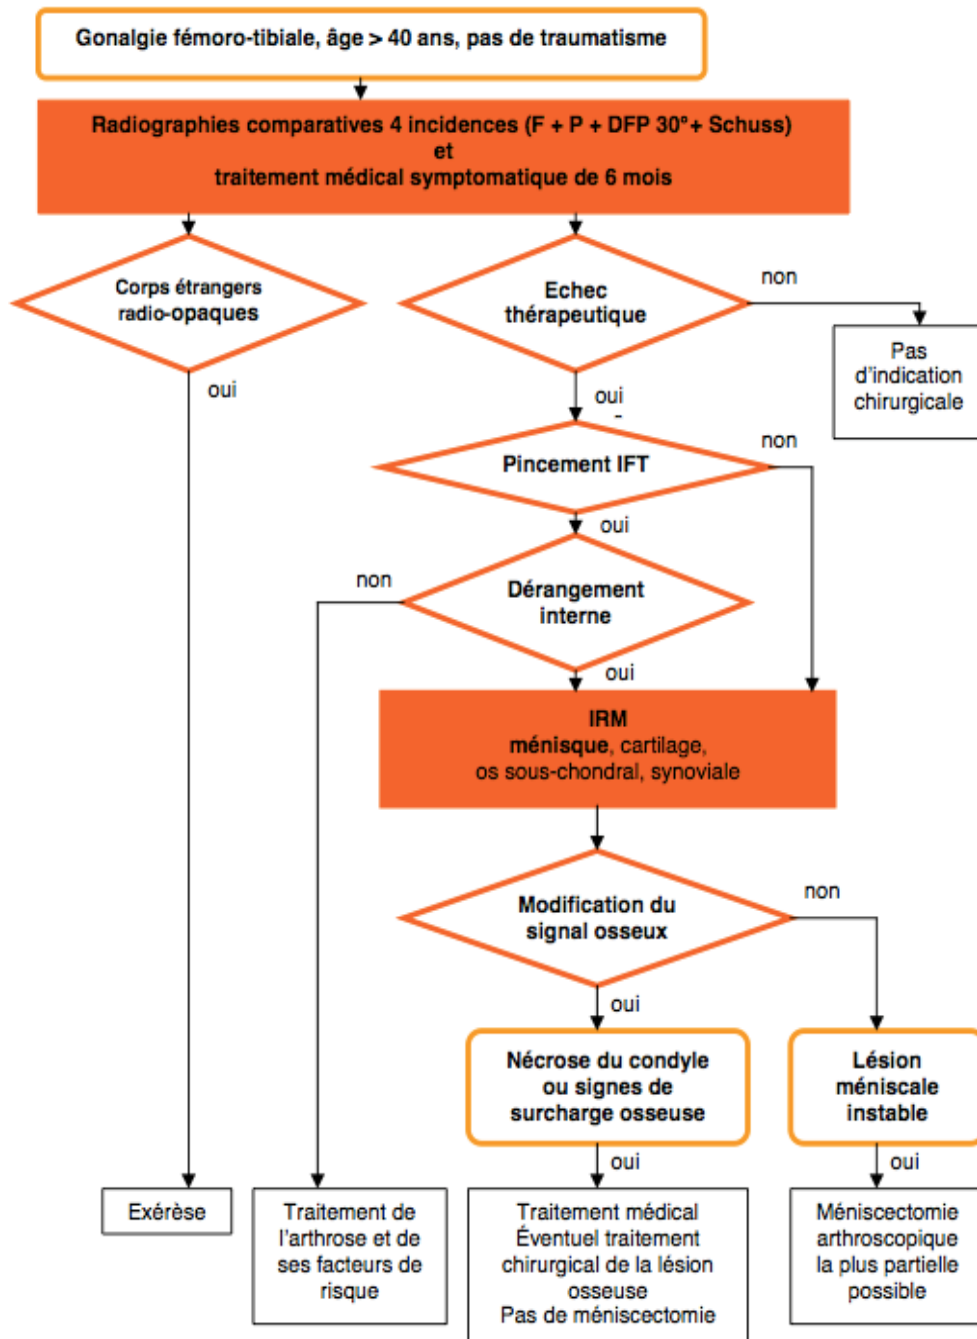 Gonalgie fémoro-tibiale, âge > 40 ans, pas de traumatisme
Radiographies comparatives 4 incidences (F + P + DFP 30°+ Schuss)
et
traitement médical symptomatique de 6 mois
Corps étrangers
radio-opaques
Echec
thérapeutique
non
oui
Pas
d'indication
chirurgicale
oui
-
Pincement IFT
non
oui
Dérangement
interne
non
oui
IRM
ménisque, cartilage,
os sous-chondral, synoviale
Modification du
signal osseux
non
oui
Nécrose du condyle
ou signes de
surcharge osseuse
Lésion
méniscale
instable
oui
oui
Exérèse
Traitement de
l'arthrose et de
ses facteurs de
risque
Traitement médical
Éventuel traitement
chirurgical de la lésion
osseuse
Pas de méniscectomie
Méniscectomie
arthroscopique
la plus partielle
possible